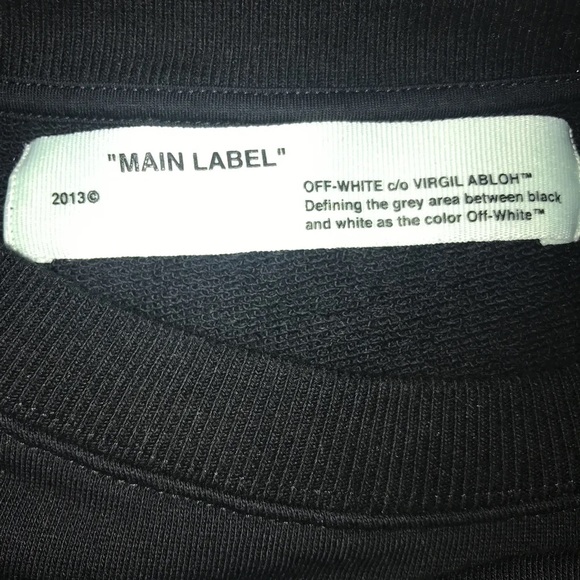 "MAIN LABEL"
2013©
OFF-WHITE c/o VIRGIL ABLOH™
Defining the grey area between black
and white as the color Off-White™